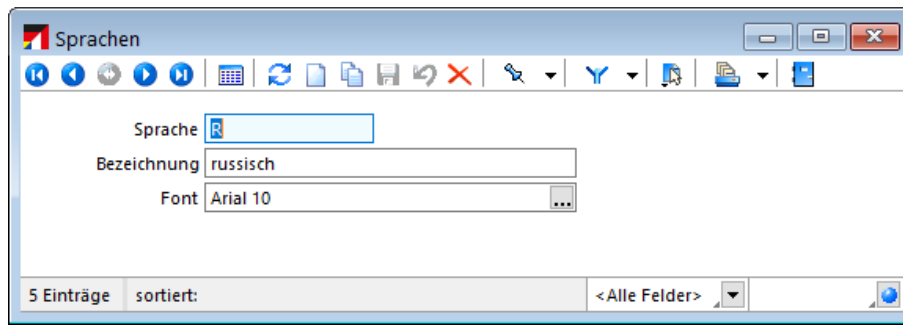 Sprachen
Sprache R
Bezeichnung russisch
Font Arial 10 ...
5 Einträge sortiert: <Alle Felder>